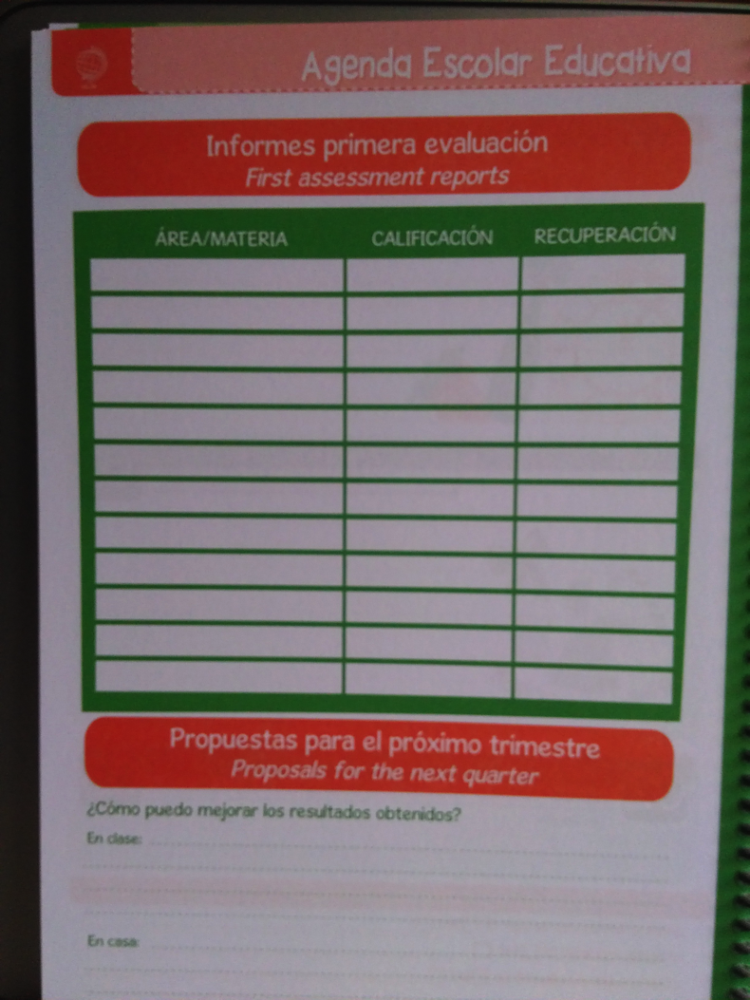 Agenda Escolar Educativa
Informes primera evaluación
First assessment reports
ÁREA/MATERIA CALIFICACIÓN RECUPERACIÓN
Propuestas para el próximo trimestre
Proposals for the next quarter
¿Cómo puedo mejorar los resultados obtenidos?
En clase:
En casa: